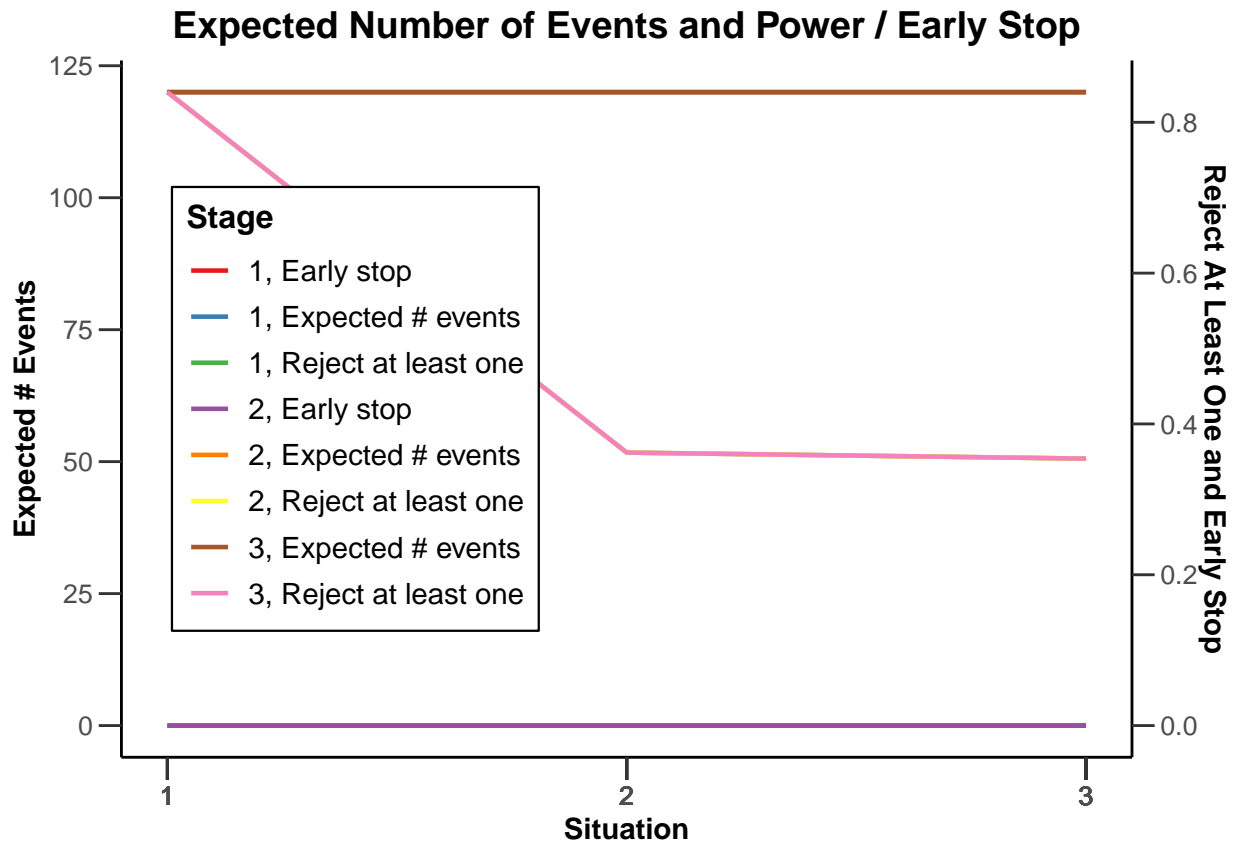 Expected Number of Events and Power / Early Stop
125
100
75
50
25
0
Expected # Events
0.8
0.6
0.4
0.2
0.0
Reject At Least One and Early Stop
Stage
1, Early stop
1, Expected # events
1, Reject at least one
2, Early stop
2, Expected # events
2, Reject at least one
3, Expected # events
3, Reject at least one
1
2
3
Situation